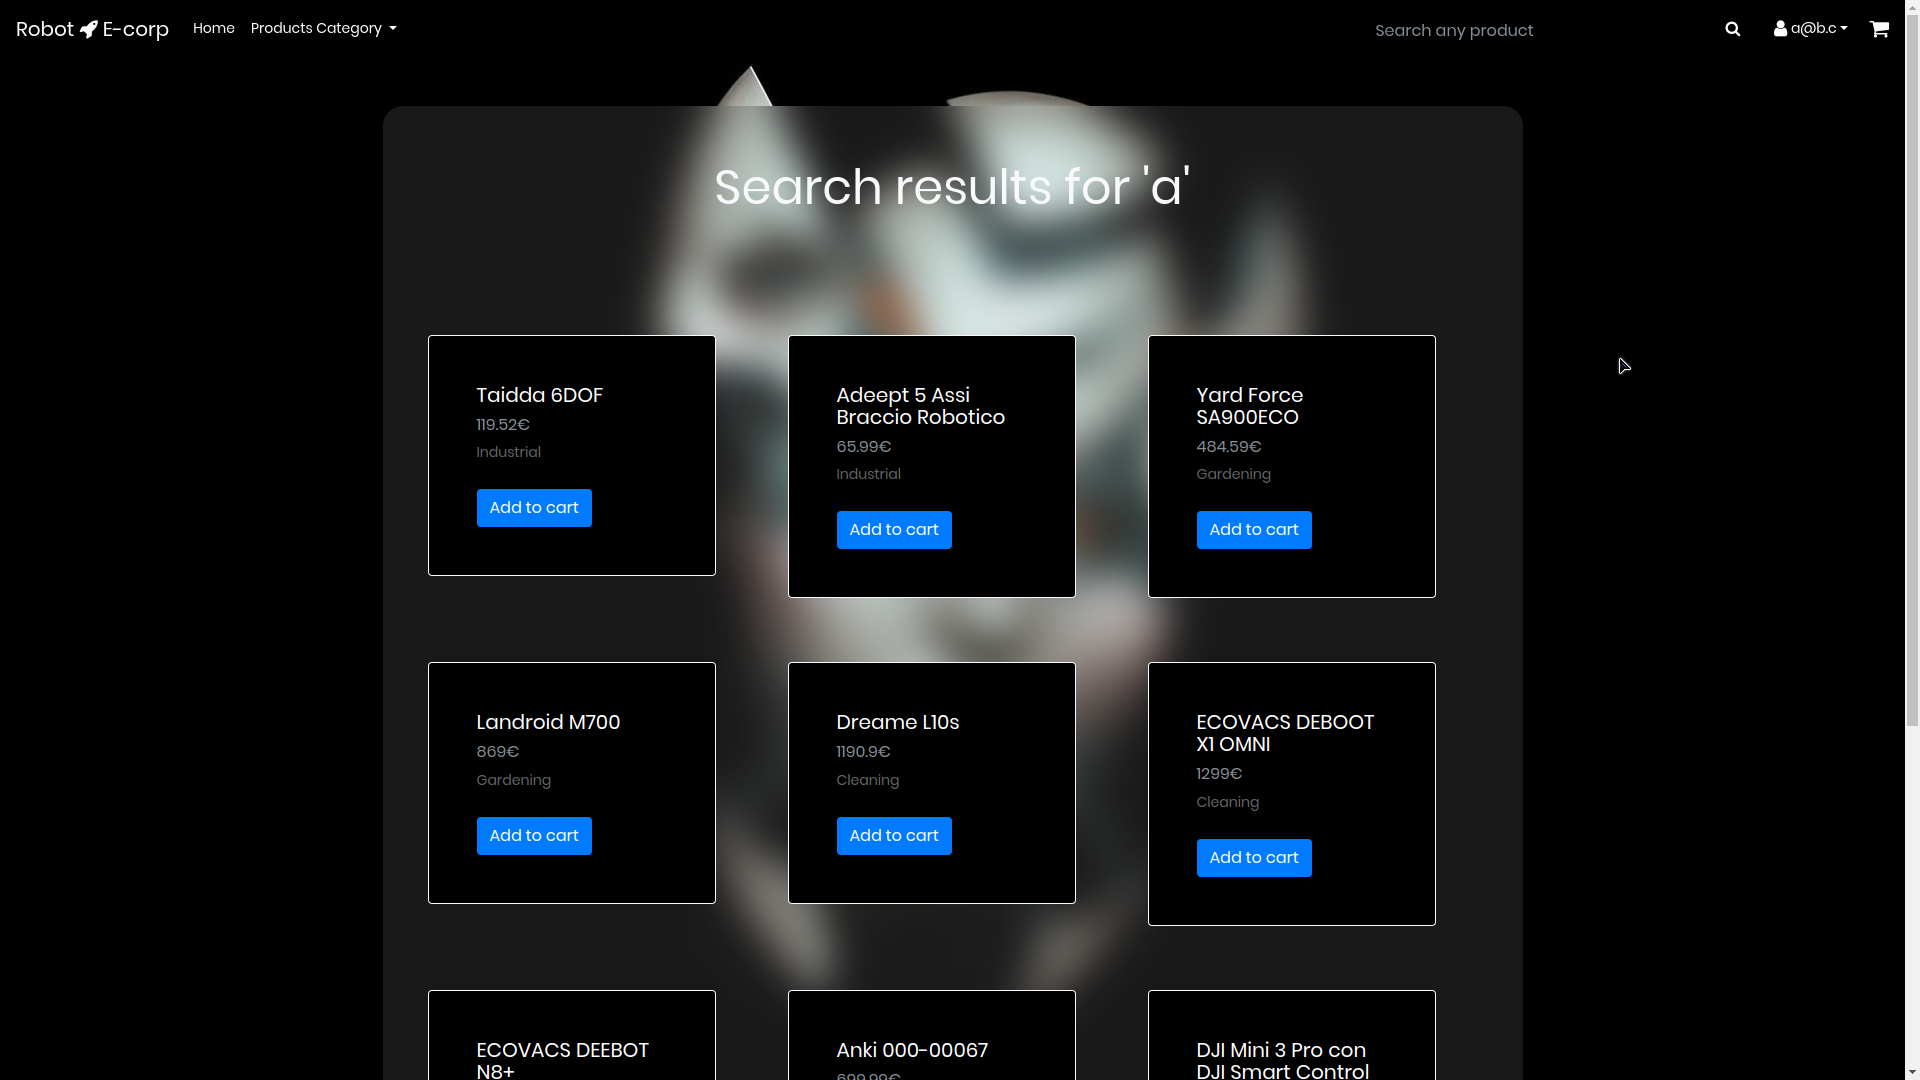 Robot E-corp Home Products Category Search any product a@b.c
Search results for 'a'
Taidda 6DOF
119.52€
Industrial
Add to cart
Adeept 5 Assi
Braccio Robotico
65.99€
Industrial
Add to cart
Yard Force
SA900ECO
484.59€
Gardening
Add to cart
Landroid M700
869€
Gardening
Add to cart
Dreame L10s
1190.9€
Cleaning
Add to cart
ECOVACS DEBOOT
X1 OMNI
1299€
Cleaning
Add to cart
ECOVACS DEEBOT
N8+
Anki 000-00067
699.99€
DJI Mini 3 Pro con
DJI Smart Control